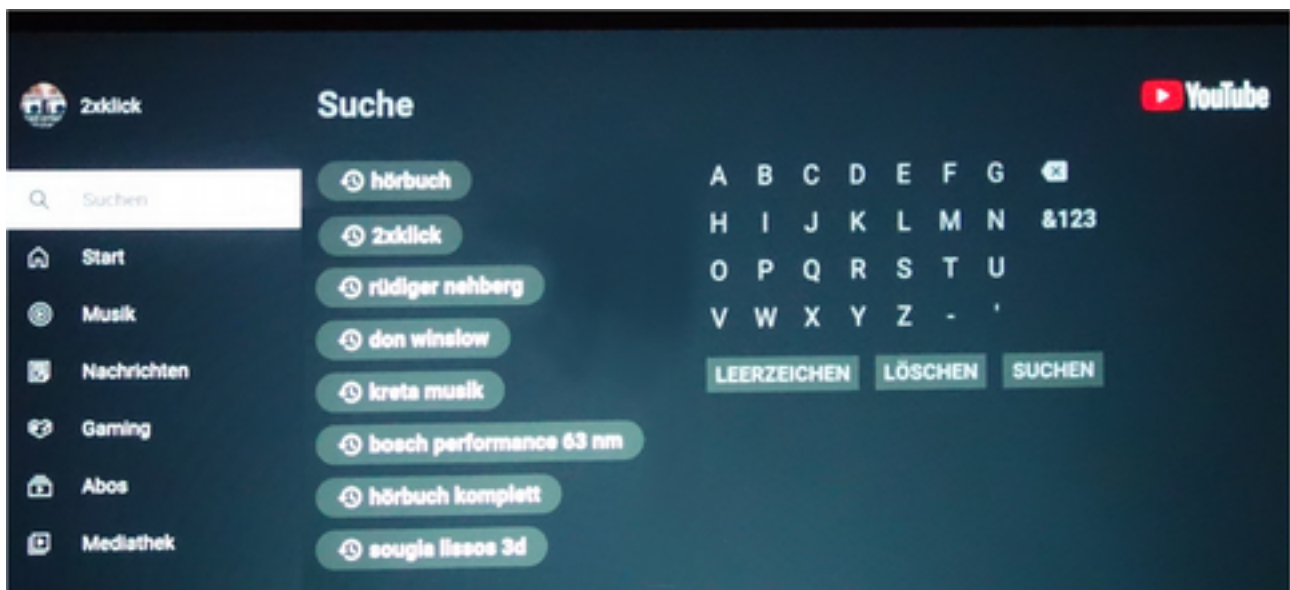 2xklick
Suchen
Start
Musik
Nachrichten
Gaming
Abos
Mediathek
Suche
hörbuch
2xklick
rüdiger nehberg
don winslow
kreta musik
bosch performance 63 nm
hörbuch komplett
sougia lissos 3d
YouTube
A B C D E F G
H I J K L M N &123
O P Q R S T U
V W X Y Z - '
LEERZEICHEN LÖSCHEN SUCHEN